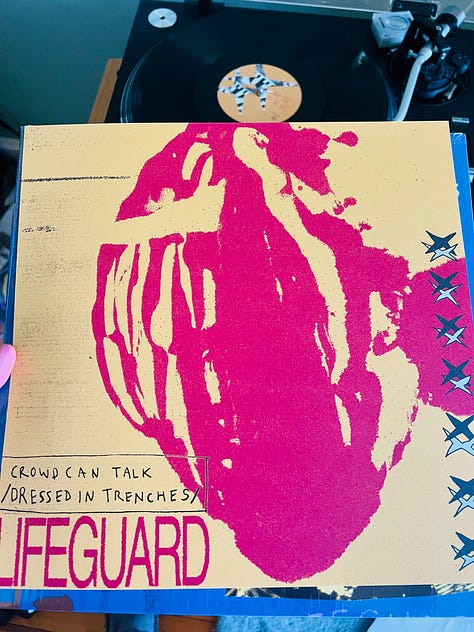 CROWD CAN TALK
/DRESSED IN TRENCHES/
LIFEGUARD